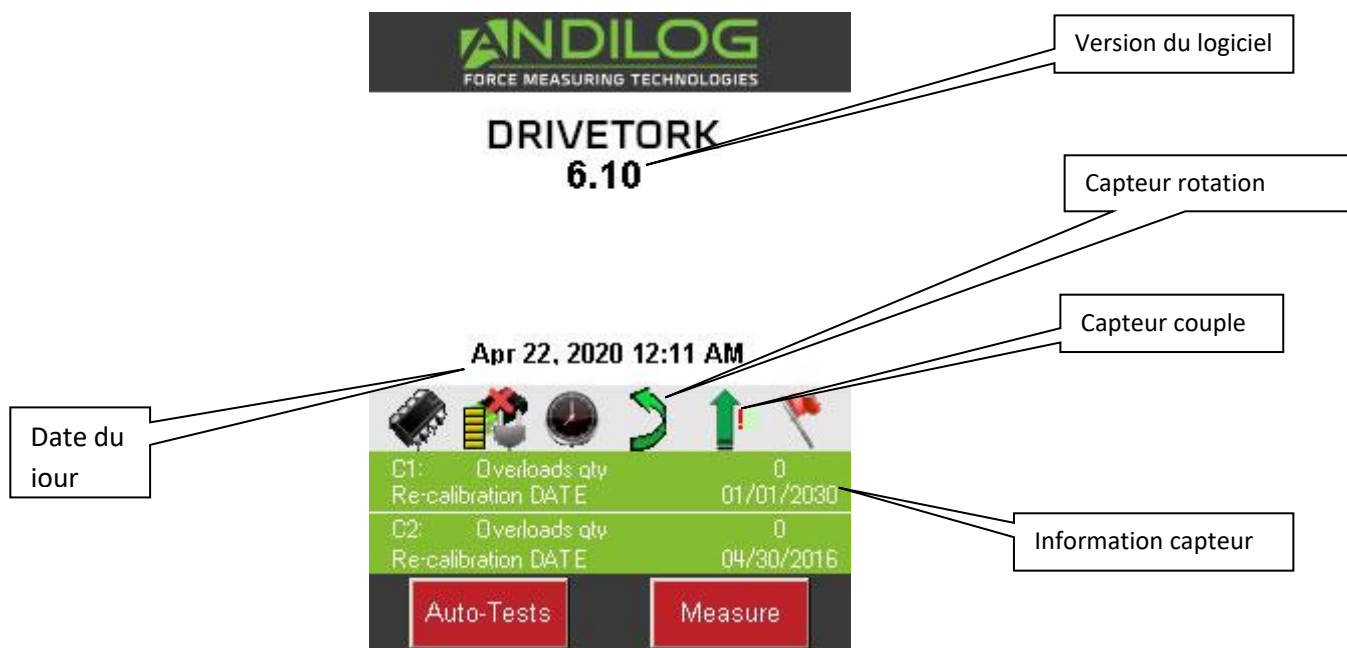 ANDILOG
FORCE MEASURING TECHNOLOGIES
Version du logiciel
DRIVETORK
6.10
Capteur rotation
Capteur couple
Apr 22, 2020 12:11 AM
Date du
iour
C1: Overloads qty 0
Re-calibration DATE 01/01/2030
C2: Overloads qty 0
Re-calibration DATE 04/30/2016
Information capteur
Auto-Tests Measure